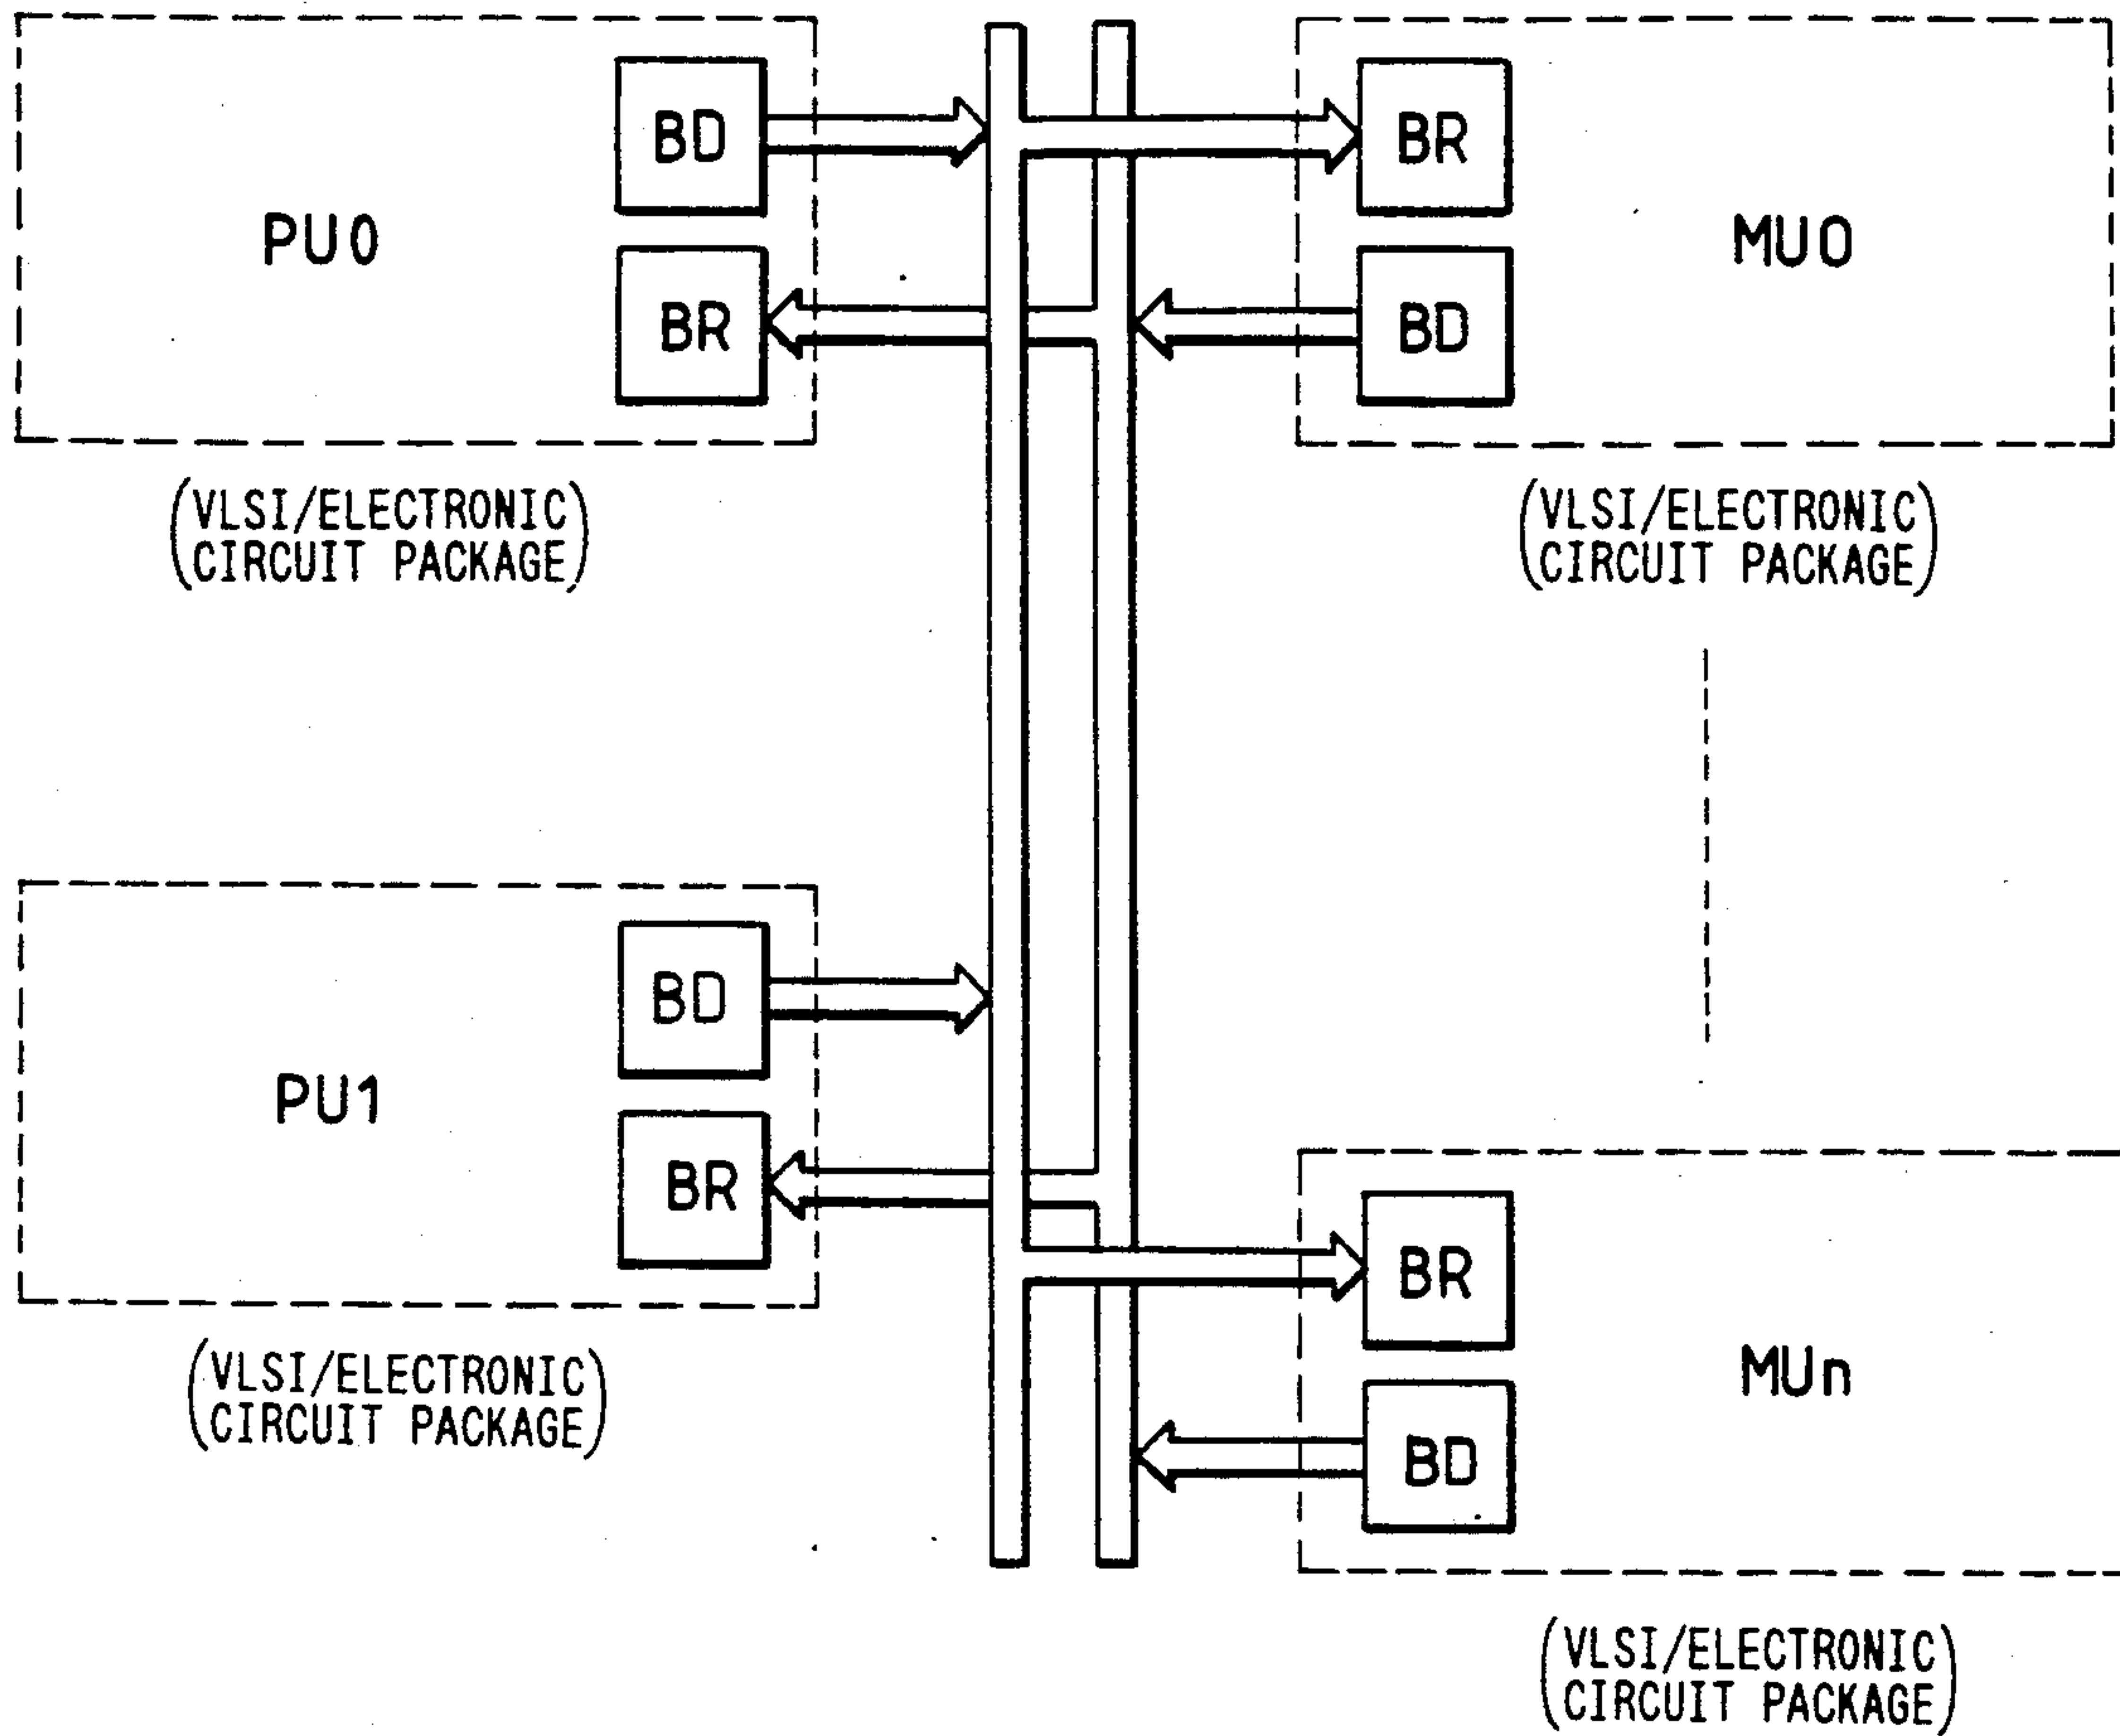 BD
BR
PU0
MU0
BR
BD
(VLSI/ELECTRONIC
CIRCUIT PACKAGE)
(VLSI/ELECTRONIC
CIRCUIT PACKAGE)
BD
PU1
BR
BR
MUn
BD
(VLSI/ELECTRONIC
CIRCUIT PACKAGE)
(VLSI/ELECTRONIC
CIRCUIT PACKAGE)